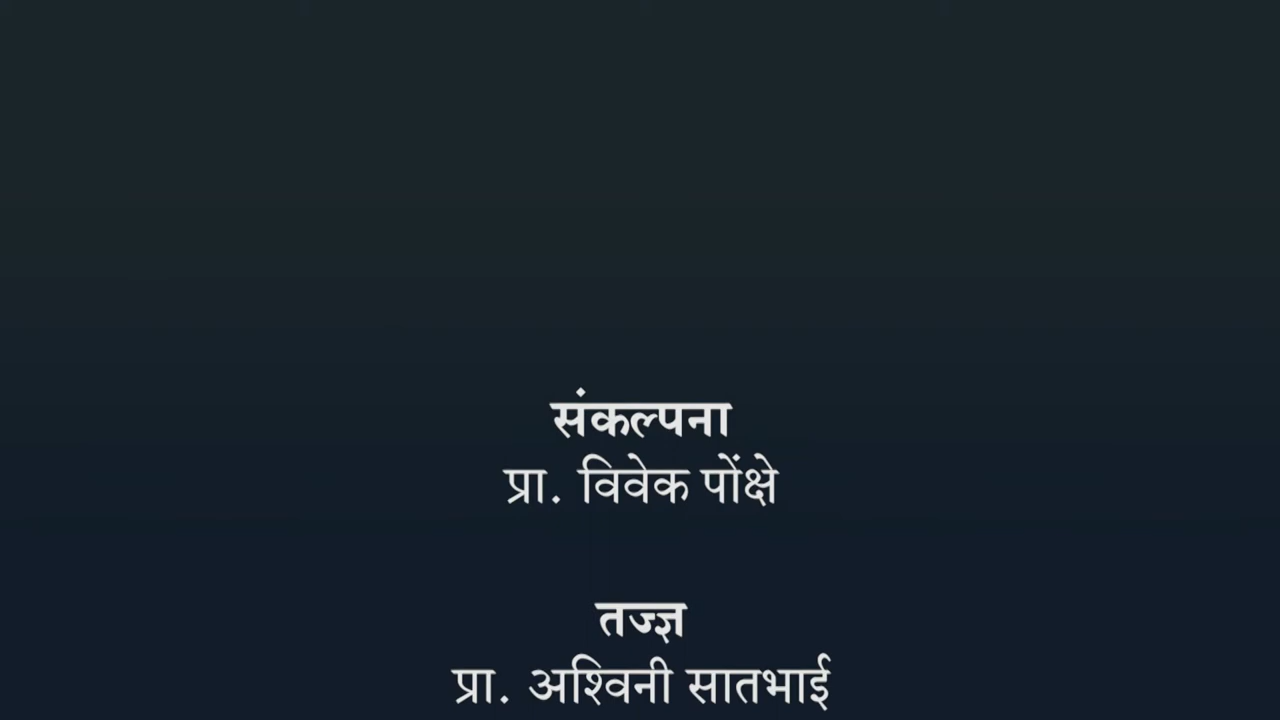 संकल्पना
प्रा. विवेक पोंक्षे
तज्ज्ञ
प्रा. अश्विनी सातभाई